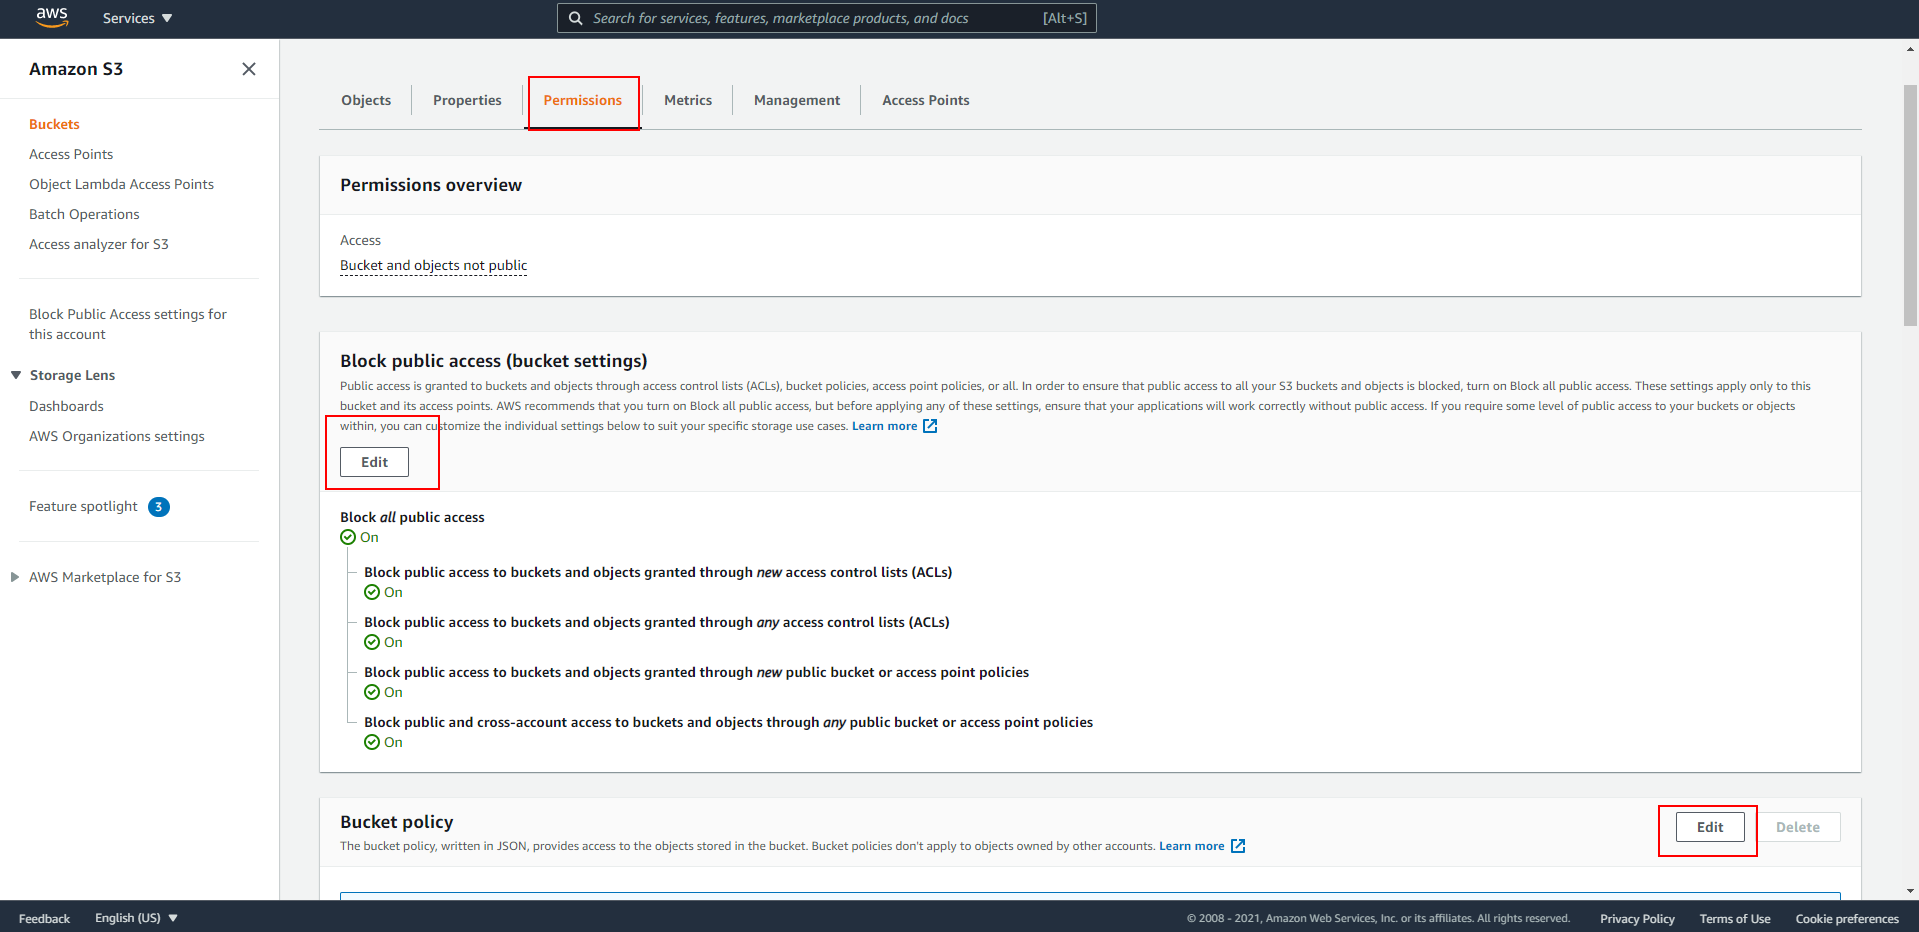 aws Services Search for services, features, marketplace products, and docs [Alt+S]
Amazon S3
Buckets
Access Points
Object Lambda Access Points
Batch Operations
Access analyzer for S3
Block Public Access settings for
this account
Storage Lens
Dashboards
AWS Organizations settings
Feature spotlight 3
AWS Marketplace for S3
Objects Properties Permissions Metrics Management Access Points
Permissions overview
Access
Bucket and objects not public
Block public access (bucket settings)
Public access is granted to buckets and objects through access control lists (ACLs), bucket policies, access point policies, or all. In order to ensure that public access to all your S3 buckets and objects is blocked, turn on Block all public access. These settings apply only to this
bucket and its access points. AWS recommends that you turn on Block all public access, but before applying any of these settings, ensure that your applications will work correctly without public access. If you require some level of public access to your buckets or objects
within, you can customize the individual settings below to suit your specific storage use cases. Learn more
Edit
Block all public access
On
Block public access to buckets and objects granted through new access control lists (ACLs)
On
Block public access to buckets and objects granted through any access control lists (ACLs)
On
Block public access to buckets and objects granted through new public bucket or access point policies
On
Block public and cross-account access to buckets and objects through any public bucket or access point policies
On
Bucket policy
The bucket policy, written in JSON, provides access to the objects stored in the bucket. Bucket policies don't apply to objects owned by other accounts. Learn more
Edit Delete
Feedback English (US) © 2008 - 2021, Amazon Web Services, Inc. or its affiliates. All rights reserved. Privacy Policy Terms of Use Cookie preferences